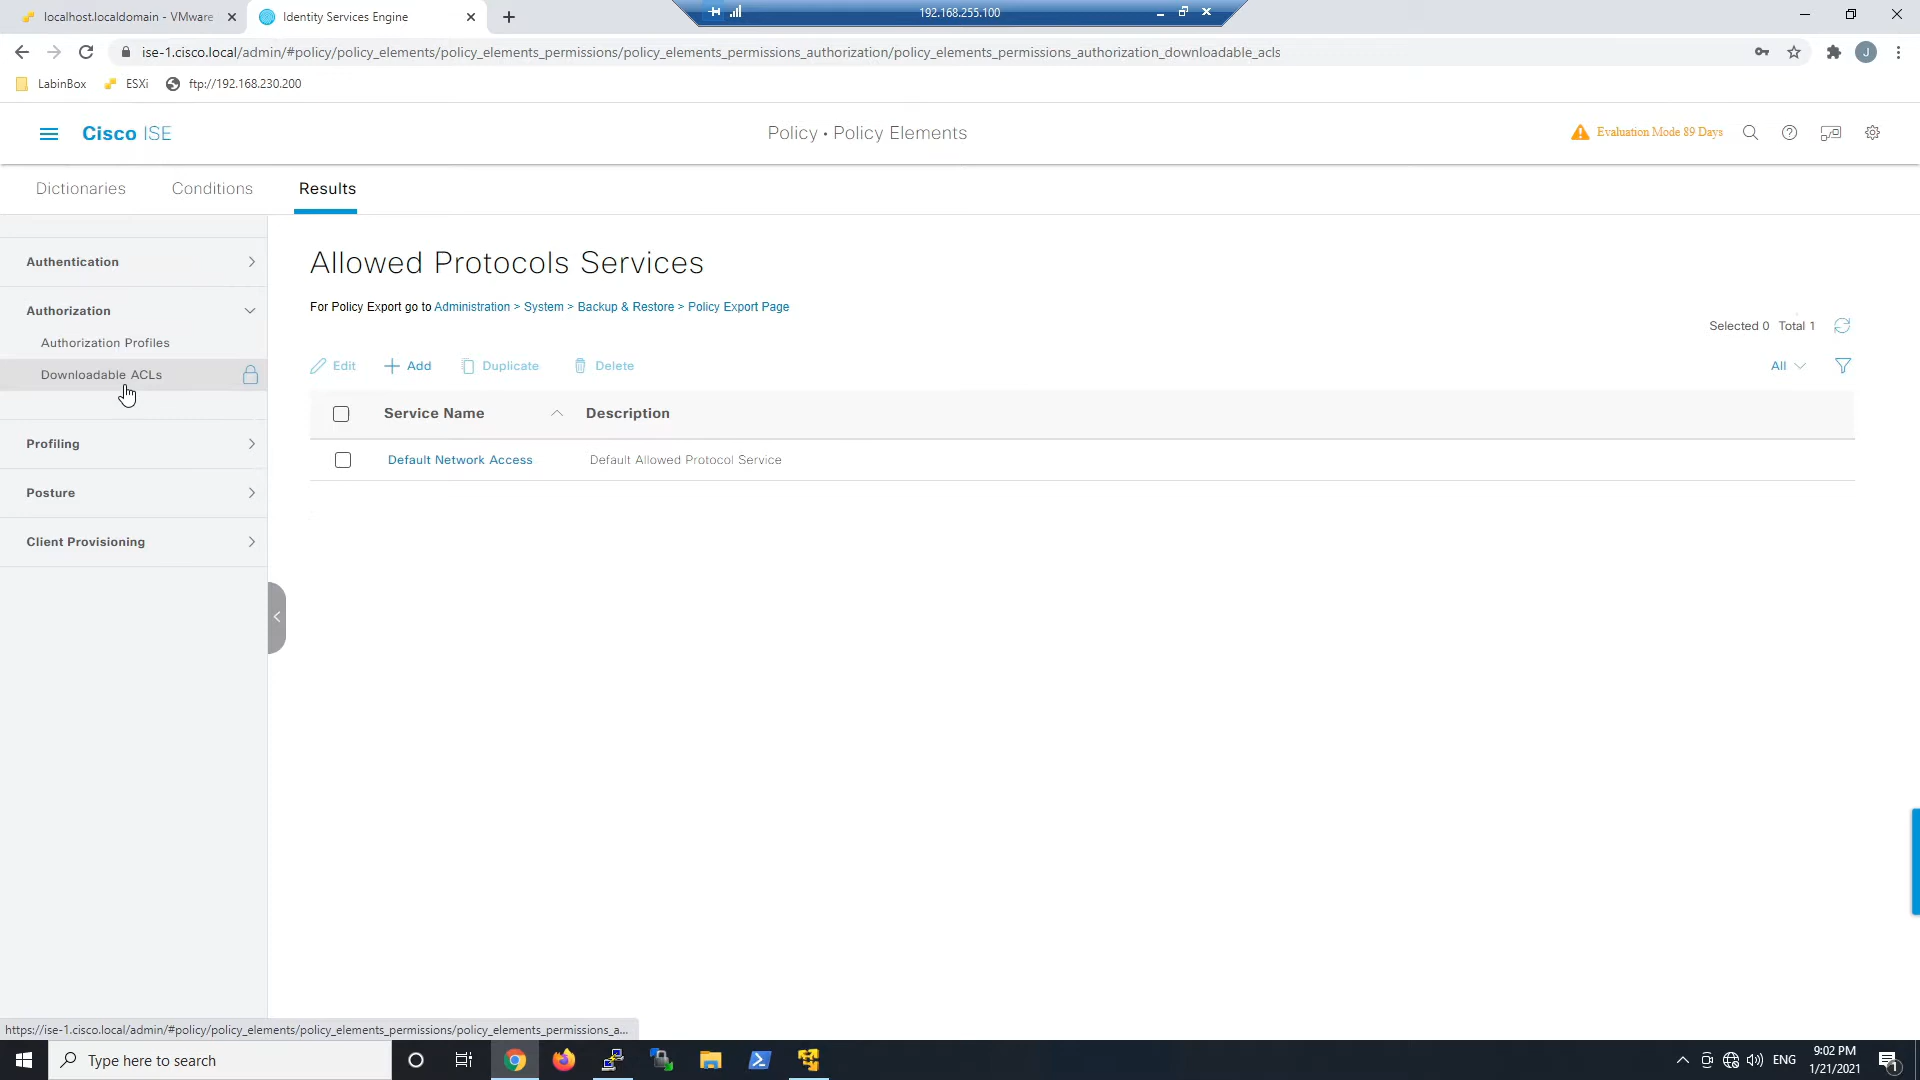 localhost.localdomain - VMware
Identity Services Engine
192.168.255.100
ise-1.cisco.local/admin/#policy/policy_elements/policy_elements_permissions/policy_elements_permissions_authorization/policy_elements_permissions_authorization_downloadable_acls
J
LabinBox
ESXi
ftp://192.168.230.200
Cisco ISE
Policy • Policy Elements
Evaluation Mode 89 Days
Dictionaries
Conditions
Results
Authentication
Authorization
Authorization Profiles
Downloadable ACLs
Profiling
Posture
Client Provisioning
Allowed Protocols Services
For Policy Export go to Administration > System > Backup & Restore > Policy Export Page
Selected 0 Total 1
Edit
Add
Duplicate
Delete
All
Service Name
Description
Default Network Access
Default Allowed Protocol Service
https://ise-1.cisco.local/admin/#policy/policy_elements/policy_elements_permissions/policy_elements_permissions_a...
Type here to search
ENG
9:02 PM
1/21/2021
1